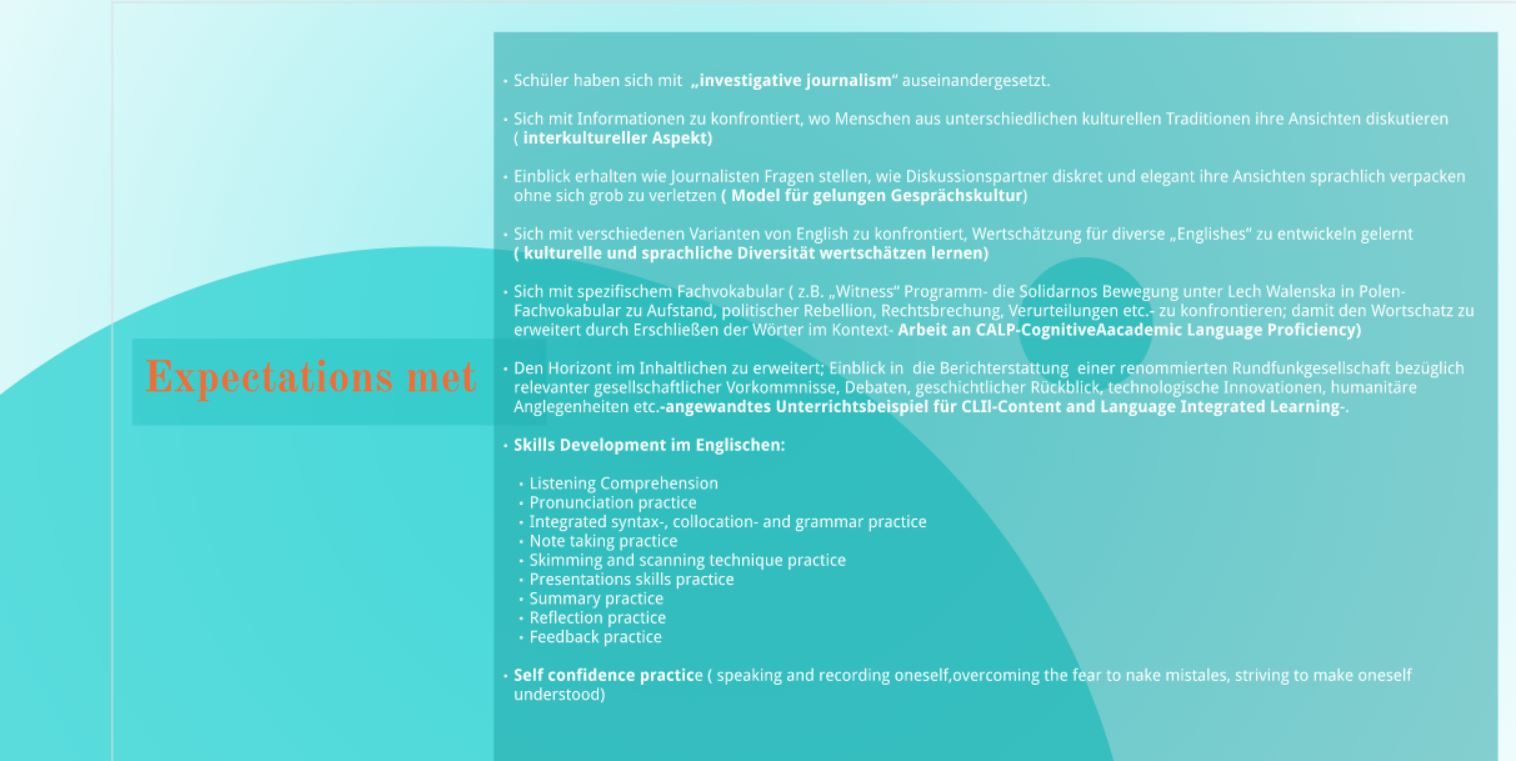 Expectations met
• Schüler haben sich mit „investigative journalism“ auseinandergesetzt.
• Sich mit Informationen zu konfrontiert, wo Menschen aus unterschiedlichen kulturellen Traditionen ihre Ansichten diskutieren
( interkultureller Aspekt)
• Einblick erhalten wie Journalisten Fragen stellen, wie Diskussionspartner diskret und elegant ihre Ansichten sprachlich verpacken
ohne sich grob zu verletzen ( Model für gelungen Gesprächskultur)
• Sich mit verschiedenen Varianten von English zu konfrontiert, Wertschätzung für diverse „Englishes“ zu entwickeln gelernt
( kulturelle und sprachliche Diversität wertschätzen lernen)
• Sich mit spezifischem Fachvokabular ( z.B. „Witness“ Programm- die Solidarnos Bewegung unter Lech Walenska in Polen-
Fachvokabular zu Aufstand, politischer Rebellion, Rechtsbrechung, Verurteilungen etc.- zu konfrontieren; damit den Wortschatz zu
erweitert durch Erschließen der Wörter im Kontext- Arbeit an CALP-CognitiveAacademic Language Proficiency)
• Den Horizont im Inhaltlichen zu erweitert; Einblick in die Berichterstattung einer renommierten Rundfunkgesellschaft bezüglich
relevanter gesellschaftlicher Vorkommnisse, Debaten, geschichtlicher Rückblick, technologische Innovationen, humanitäre
Anglegenheiten etc.-angewandtes Unterrichtsbeispiel für CLIl-Content and Language Integrated Learning-.
• Skills Development im Englischen:
• Listening Comprehension
• Pronunciation practice
• Integrated syntax-, collocation- and grammar practice
• Note taking practice
• Skimming and scanning technique practice
• Presentations skills practice
• Summary practice
• Reflection practice
• Feedback practice
• Self confidence practice ( speaking and recording oneself,overcoming the fear to nake mistales, striving to make oneself
understood)